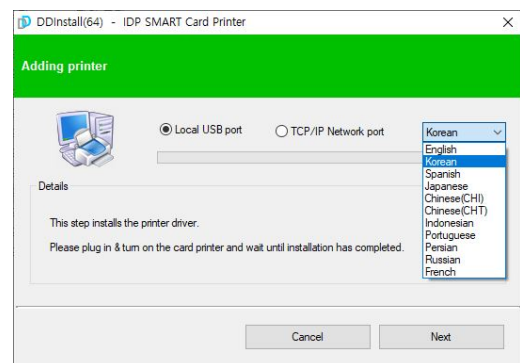 DDInstall(64) - IDP SMART Card Printer
Adding printer
Local USB port
TCP/IP Network port
Korean
English
Korean
Spanish
Japanese
Chinese(CHI)
Chinese(CHT)
Indonesian
Portuguese
Persian
Russian
French
Details
This step installs the printer driver.
Please plug in & turn on the card printer and wait until installation has completed.
Cancel
Next